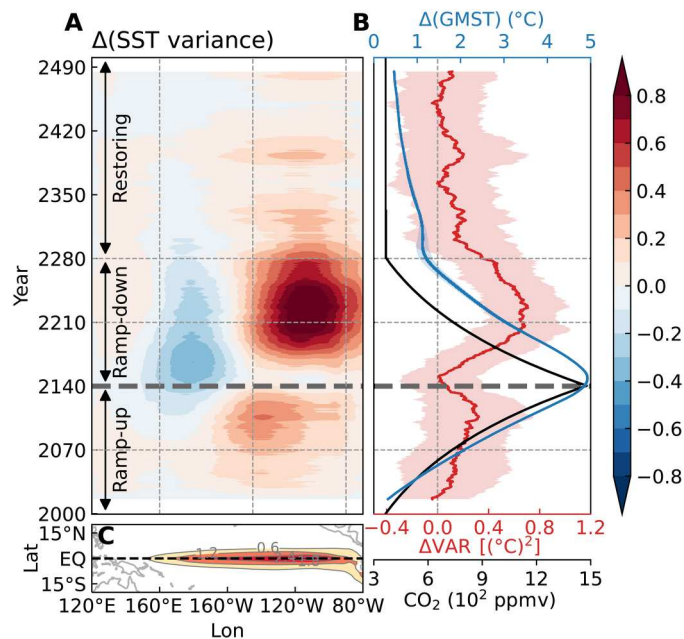 A
B
Δ(GMST) (°C)
Δ(SST variance)
0 1 2 3 4 5
2490
2420
2350
2280
2210
2140
2070
2000
Year
Restoring
Ramp-down
Ramp-up
0.8
0.6
0.4
0.2
0.0
−0.2
−0.4
−0.6
−0.8
C
15°N
EQ
15°S
Lat
1.2 0.6
120°E 160°E 160°W 120°W 80°W
Lon
−0.4 0.0 0.4 0.8 1.2
ΔVAR [(°C)²]
3 6 9 12 15
CO₂ (10² ppmv)